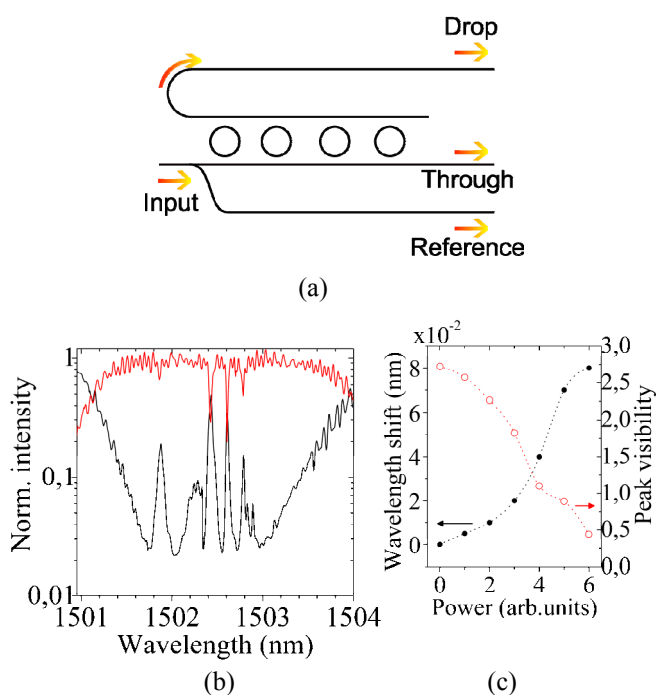 Drop
Input
Through
Reference
(a)
Norm. intensity
1
0,1
0,01
1501 1502 1503 1504
Wavelength (nm)
(b)
x10⁻²
Wavelength shift (nm)
8
6
4
2
0
3,0
2,5
2,0
1,5
1,0
0,5
0,0
Peak visibility
0 2 4 6
Power (arb.units)
(c)